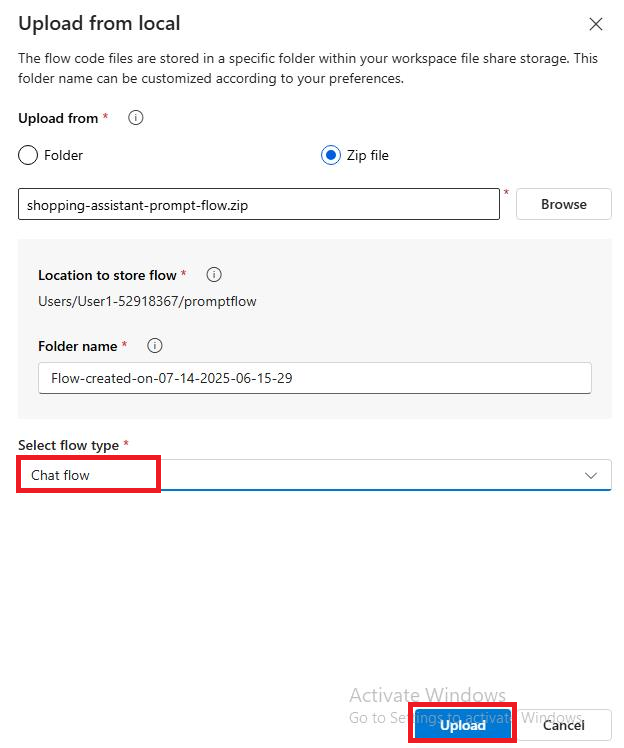 Upload from local
The flow code files are stored in a specific folder within your workspace file share storage. This
folder name can be customized according to your preferences.
Upload from *
Folder
Zip file
shopping-assistant-prompt-flow.zip *
Browse
Location to store flow *
Users/User1-52918367/promptflow
Folder name *
Flow-created-on-07-14-2025-06-15-29
Select flow type *
Chat flow
Activate Windows
Go to Settings to activate Windows.
Upload
Cancel